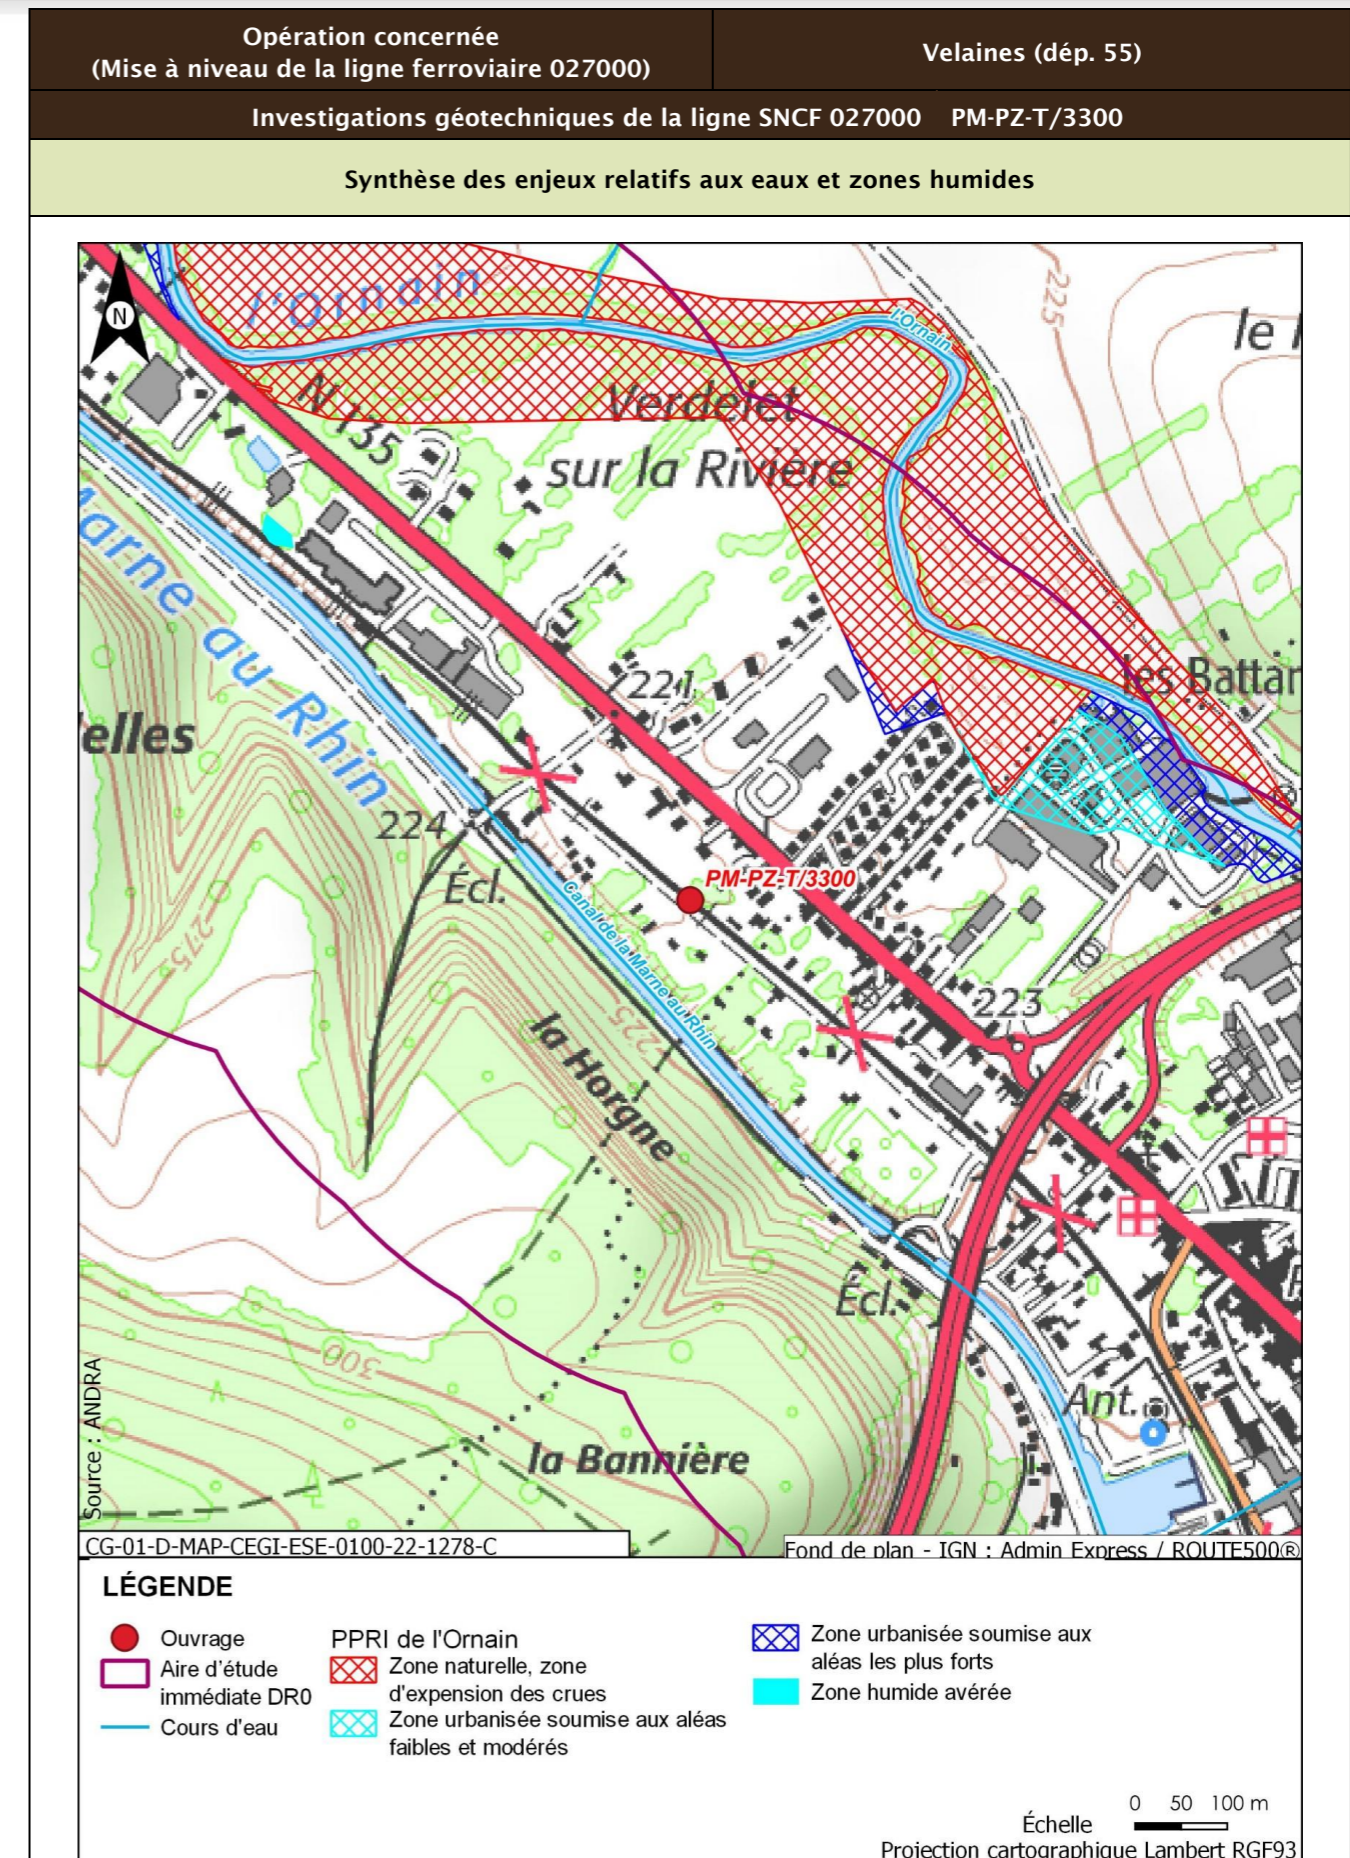 Opération concernée
(Mise à niveau de la ligne ferroviaire 027000)
Velaines (dép. 55)
Investigations géotechniques de la ligne SNCF 027000 PM-PZ-T/3300
Synthèse des enjeux relatifs aux eaux et zones humides
N
l'Ornain
l'Ornain
225
le
N 135
Verdelet
sur la Rivière
Marne au Rhin
221
les Battan
elles
224
Écl.
PM-PZ-T/3300
Canal de la Marne au Rhin
275
225
223
la Horgne
Écl.
300
Ant.
la Bannière
Source : ANDRA
CG-01-D-MAP-CEGI-ESE-0100-22-1278-C
Fond de plan - IGN : Admin Express / ROUTE500®
LÉGENDE
Ouvrage
Aire d'étude
immédiate DR0
Cours d'eau
PPRI de l'Ornain
Zone naturelle, zone
d'expension des crues
Zone urbanisée soumise aux aléas
faibles et modérés
Zone urbanisée soumise aux
aléas les plus forts
Zone humide avérée
0 50 100 m
Échelle
Projection cartographique Lambert RGF93